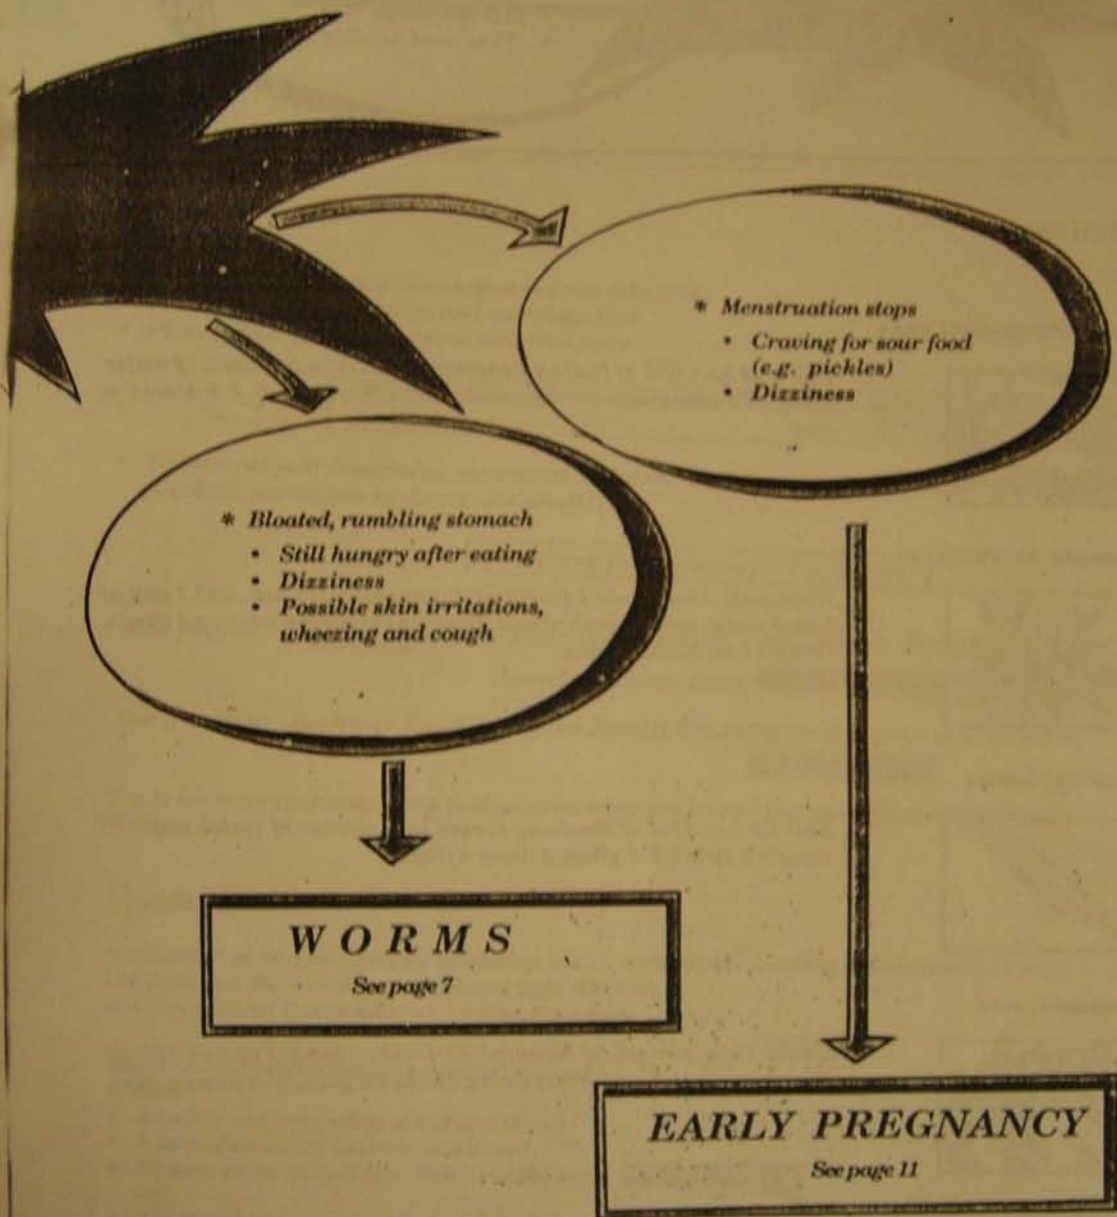 * Menstruation stops
• Craving for sour food
(e.g. pickles)
• Dizziness
* Bloated, rumbling stomach
• Still hungry after eating
• Dizziness
• Possible skin irritations,
wheezing and cough
WORMS
See page 7
EARLY PREGNANCY
See page 11